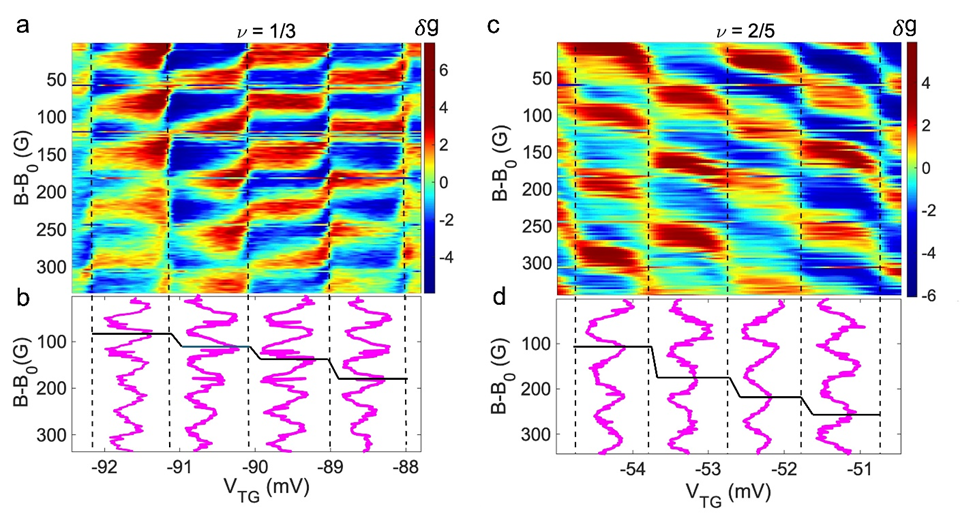 a ν = 1/3 δg
B-B0 (G)
50
100
150
200
250
300
6
4
2
0
-2
-4
b
B-B0(G)
100
200
300
-92 -91 -90 -89 -88
VTG (mV)
c ν = 2/5 δg
B-B0 (G)
50
100
150
200
250
300
4
2
0
-2
-4
-6
d
B-B0 (G)
100
200
300
-54 -53 -52 -51
VTG (mV)